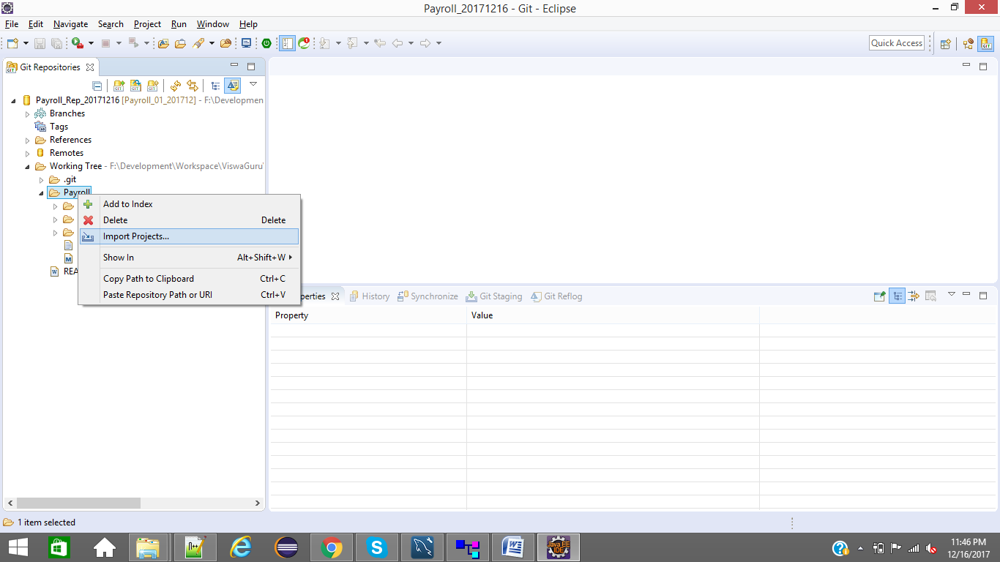 Payroll_20171216 - Git - Eclipse
File Edit Navigate Search Project Run Window Help
Quick Access
Git Repositories
Payroll_Rep_20171216 [Payroll_01_201712] - F:\Developmen
Branches
Tags
References
Remotes
Working Tree - F:\Development\Workspace\ViswaGuru
.git
Payroll
Add to Index
Delete Delete
Import Projects...
Show In Alt+Shift+W
Copy Path to Clipboard Ctrl+C
Paste Repository Path or URI Ctrl+V
REA
perties History Synchronize Git Staging Git Reflog
Property Value
1 item selected
Java EE
IDE
11:46 PM
12/16/2017